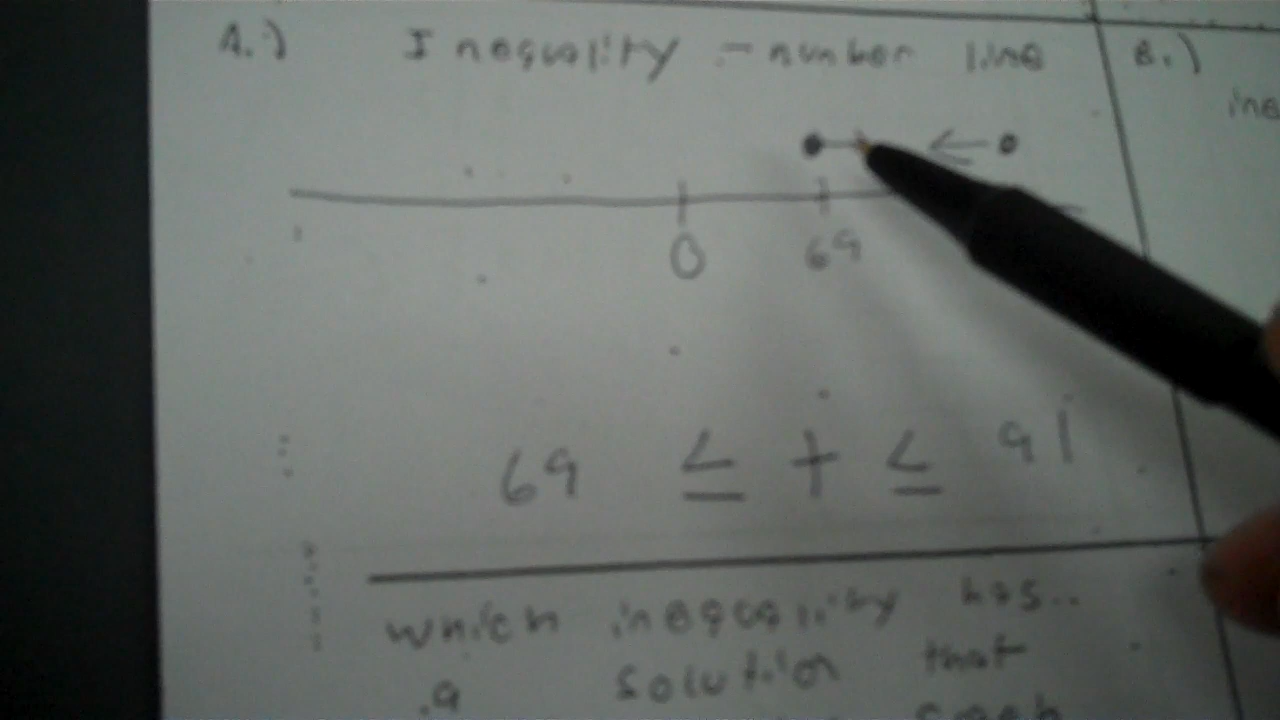 A.) Inequality - number line
B.)
ine
0 69
69 ≤ t ≤ 91
which inequality has..
a solution that